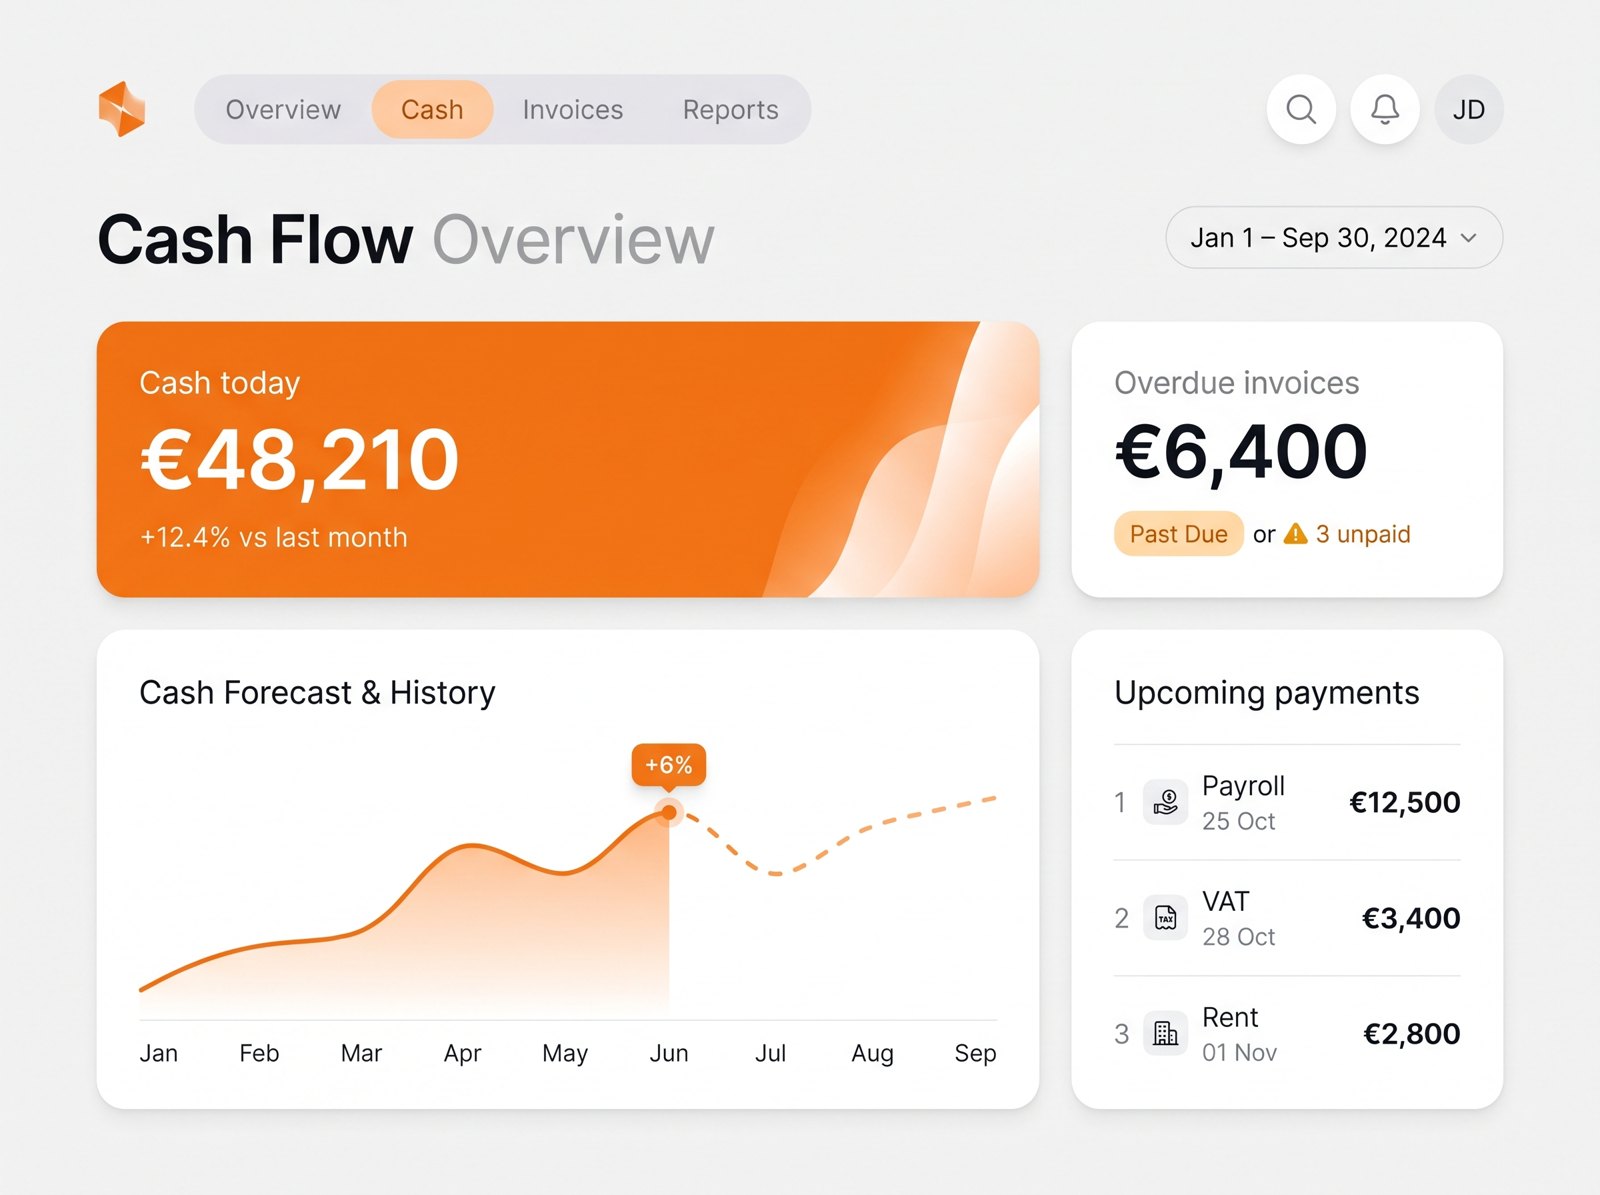 Overview Cash Invoices Reports
JD
Cash Flow Overview
Jan 1 – Sep 30, 2024
Cash today
€48,210
+12.4% vs last month
Overdue invoices
€6,400
Past Due or 3 unpaid
Cash Forecast & History
+6%
Jan Feb Mar Apr May Jun Jul Aug Sep
Upcoming payments
1 $ Payroll €12,500
25 Oct
2 TAX VAT €3,400
28 Oct
3 Rent €2,800
01 Nov